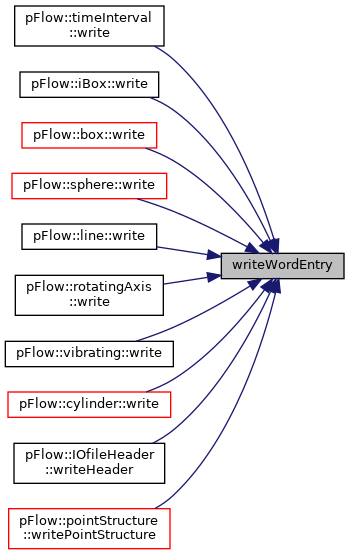 pFlow::timeInterval
::write
pFlow::iBox::write
pFlow::box::write
pFlow::sphere::write
pFlow::line::write
writeWordEntry
pFlow::rotatingAxis
::write
pFlow::vibrating::write
pFlow::cylinder::write
pFlow::IOfileHeader
::writeHeader
pFlow::pointStructure
::writePointStructure